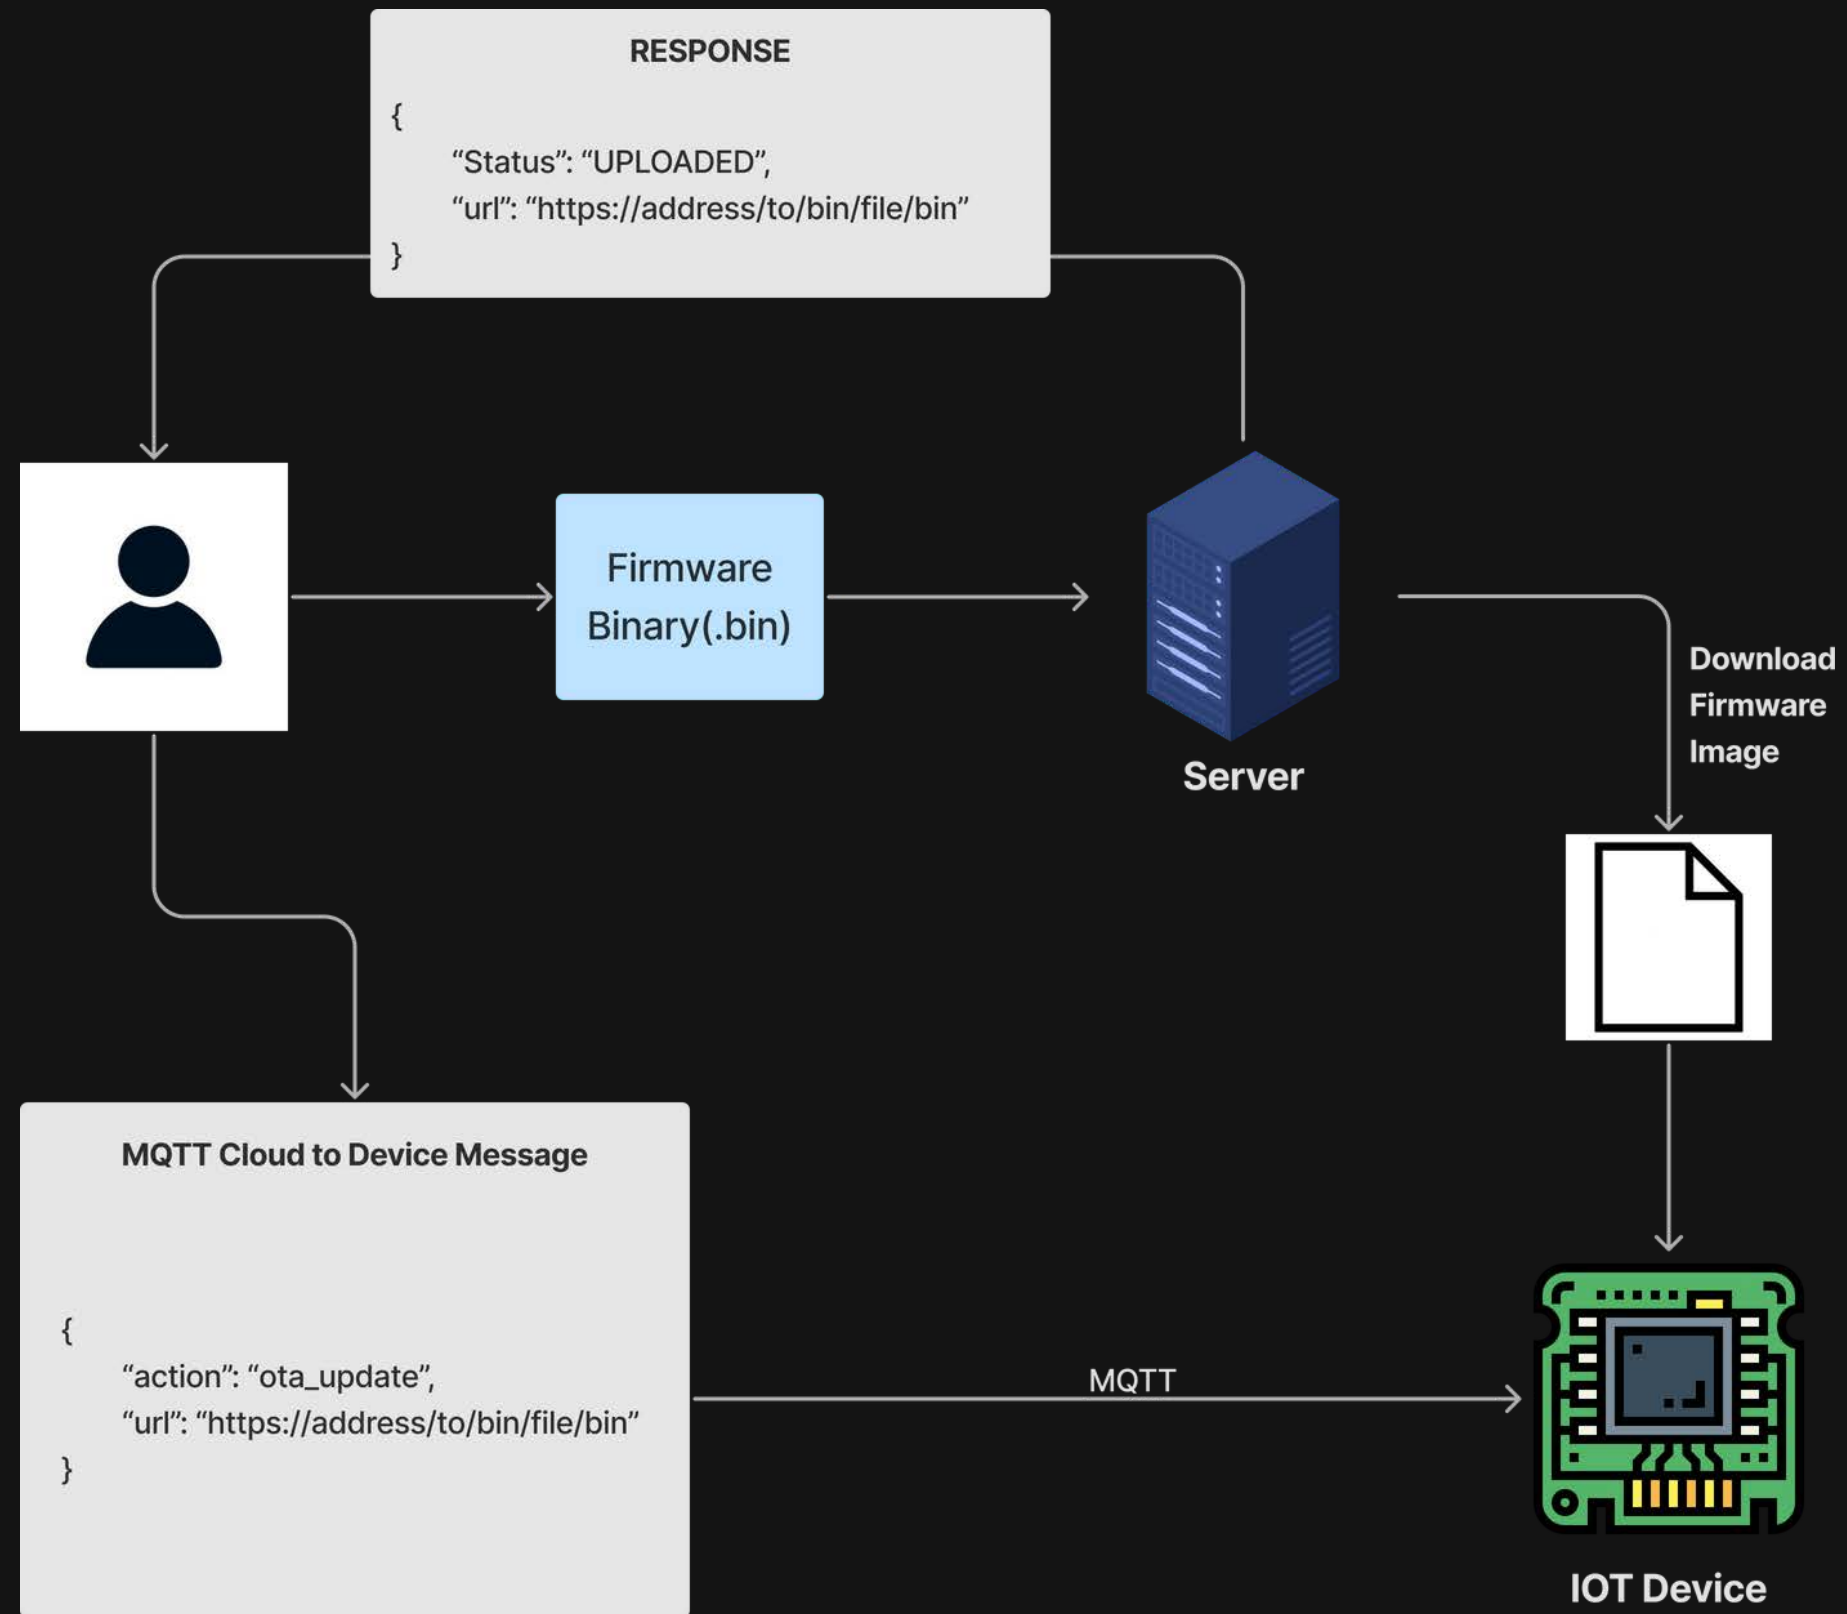 RESPONSE
{
“Status”: “UPLOADED”,
“url”: “https://address/to/bin/file/bin”
}
Firmware
Binary(.bin)
Server
Download
Firmware
Image
MQTT Cloud to Device Message
{
“action”: “ota_update”,
“url”: “https://address/to/bin/file/bin”
}
MQTT
IOT Device